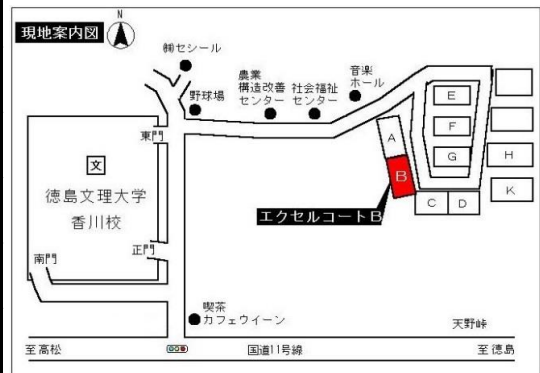 現地案内図
N
㈱セシール
野球場
農業
構造改善
センター
社会福祉
センター
音楽
ホール
東門
文
徳島文理大学
香川校
南門
正門
A
B
C
D
E
F
G
H
K
エクセルコートB
喫茶
カフェウイーン
天野峠
至高松
国道11号線
至徳島